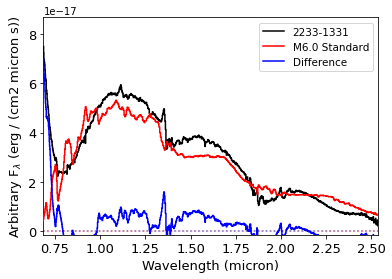 1e−17
2233-1331
M6.0 Standard
Difference
Arbitrary Fλ (erg / (cm2 micron s))
8
6
4
2
0
0.75 1.00 1.25 1.50 1.75 2.00 2.25 2.50
Wavelength (micron)